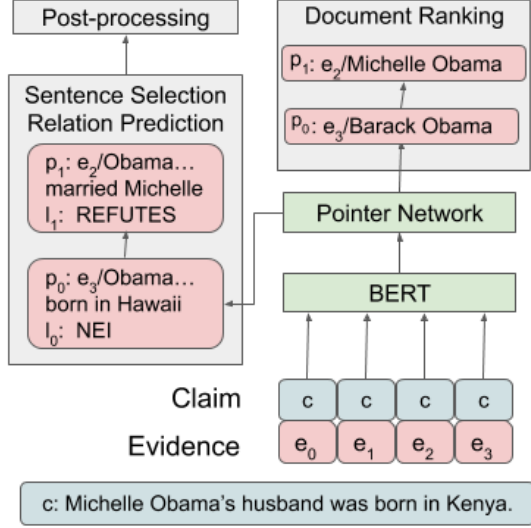 Post-processing
Document Ranking
p1: e2/Michelle Obama
p0: e3/Barack Obama
Sentence Selection
Relation Prediction
p1: e2/Obama...
married Michelle
l1: REFUTES
p0: e3/Obama...
born in Hawaii
l0: NEI
Pointer Network
BERT
Claim
c c c c
Evidence
e0 e1 e2 e3
c: Michelle Obama's husband was born in Kenya.